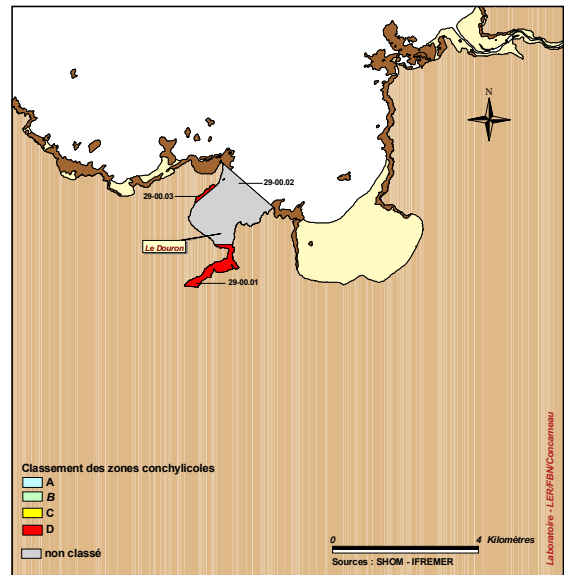 N
29-00.02
29-00.03
Le Douron
29-00.01
Classement des zones conchylicoles
A
B
C
D
non classé
0 4 Kilomètres
Sources : SHOM - IFREMER
Laboratoire - LER/FBN/Concarneau